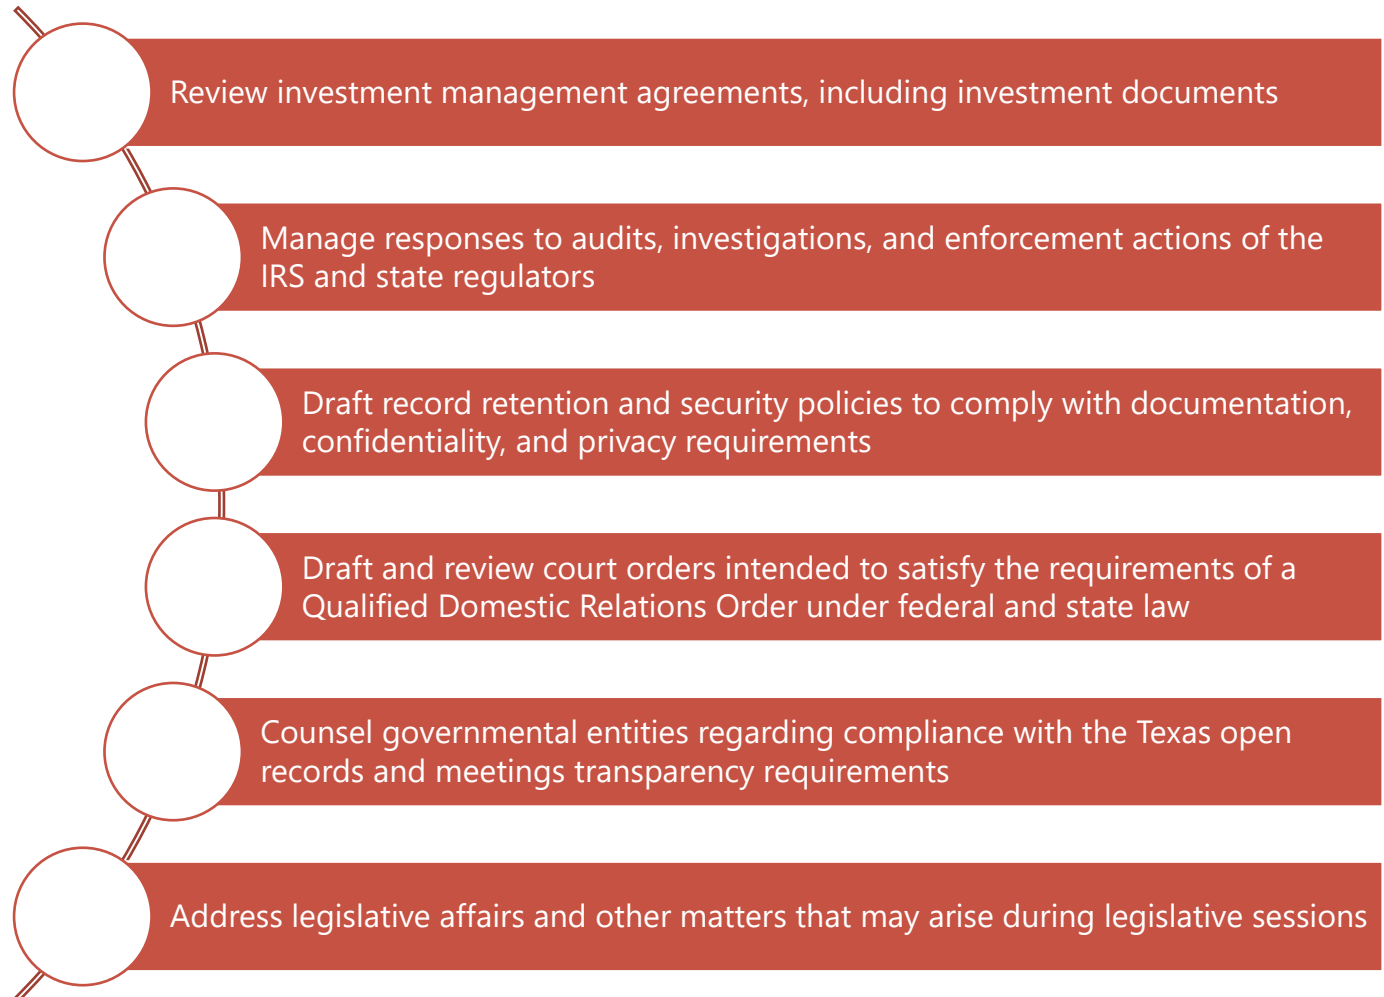 Review investment management agreements, including investment documents
Manage responses to audits, investigations, and enforcement actions of the
IRS and state regulators
Draft record retention and security policies to comply with documentation,
confidentiality, and privacy requirements
Draft and review court orders intended to satisfy the requirements of a
Qualified Domestic Relations Order under federal and state law
Counsel governmental entities regarding compliance with the Texas open
records and meetings transparency requirements
Address legislative affairs and other matters that may arise during legislative sessions